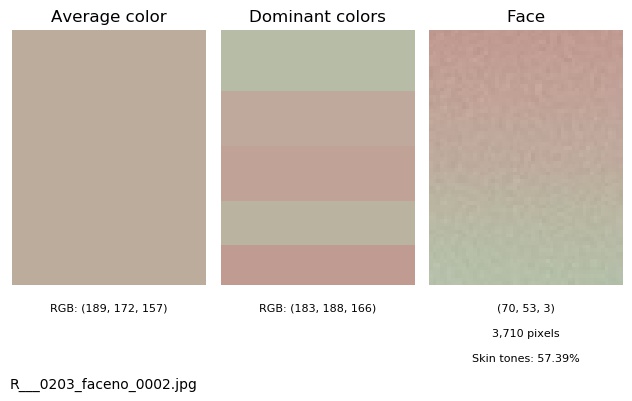 Average color
Dominant colors
Face
RGB: (189, 172, 157)
RGB: (183, 188, 166)
(70, 53, 3)
3,710 pixels
Skin tones: 57.39%
R___0203_faceno_0002.jpg